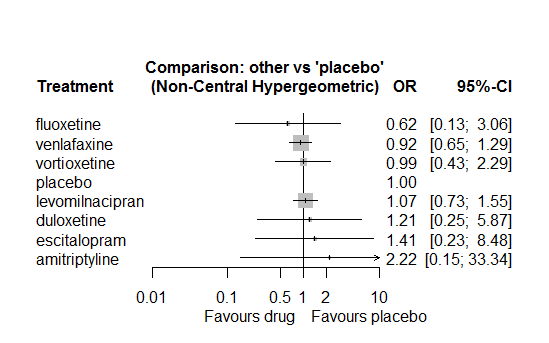 Comparison: other vs 'placebo'
Treatment (Non-Central Hypergeometric) OR 95%-CI
fluoxetine 0.62 [0.13; 3.06]
venlafaxine 0.92 [0.65; 1.29]
vortioxetine 0.99 [0.43; 2.29]
placebo 1.00
levomilnacipran 1.07 [0.73; 1.55]
duloxetine 1.21 [0.25; 5.87]
escitalopram 1.41 [0.23; 8.48]
amitriptyline 2.22 [0.15; 33.34]
0.01 0.1 0.5 1 2 10
Favours drug Favours placebo